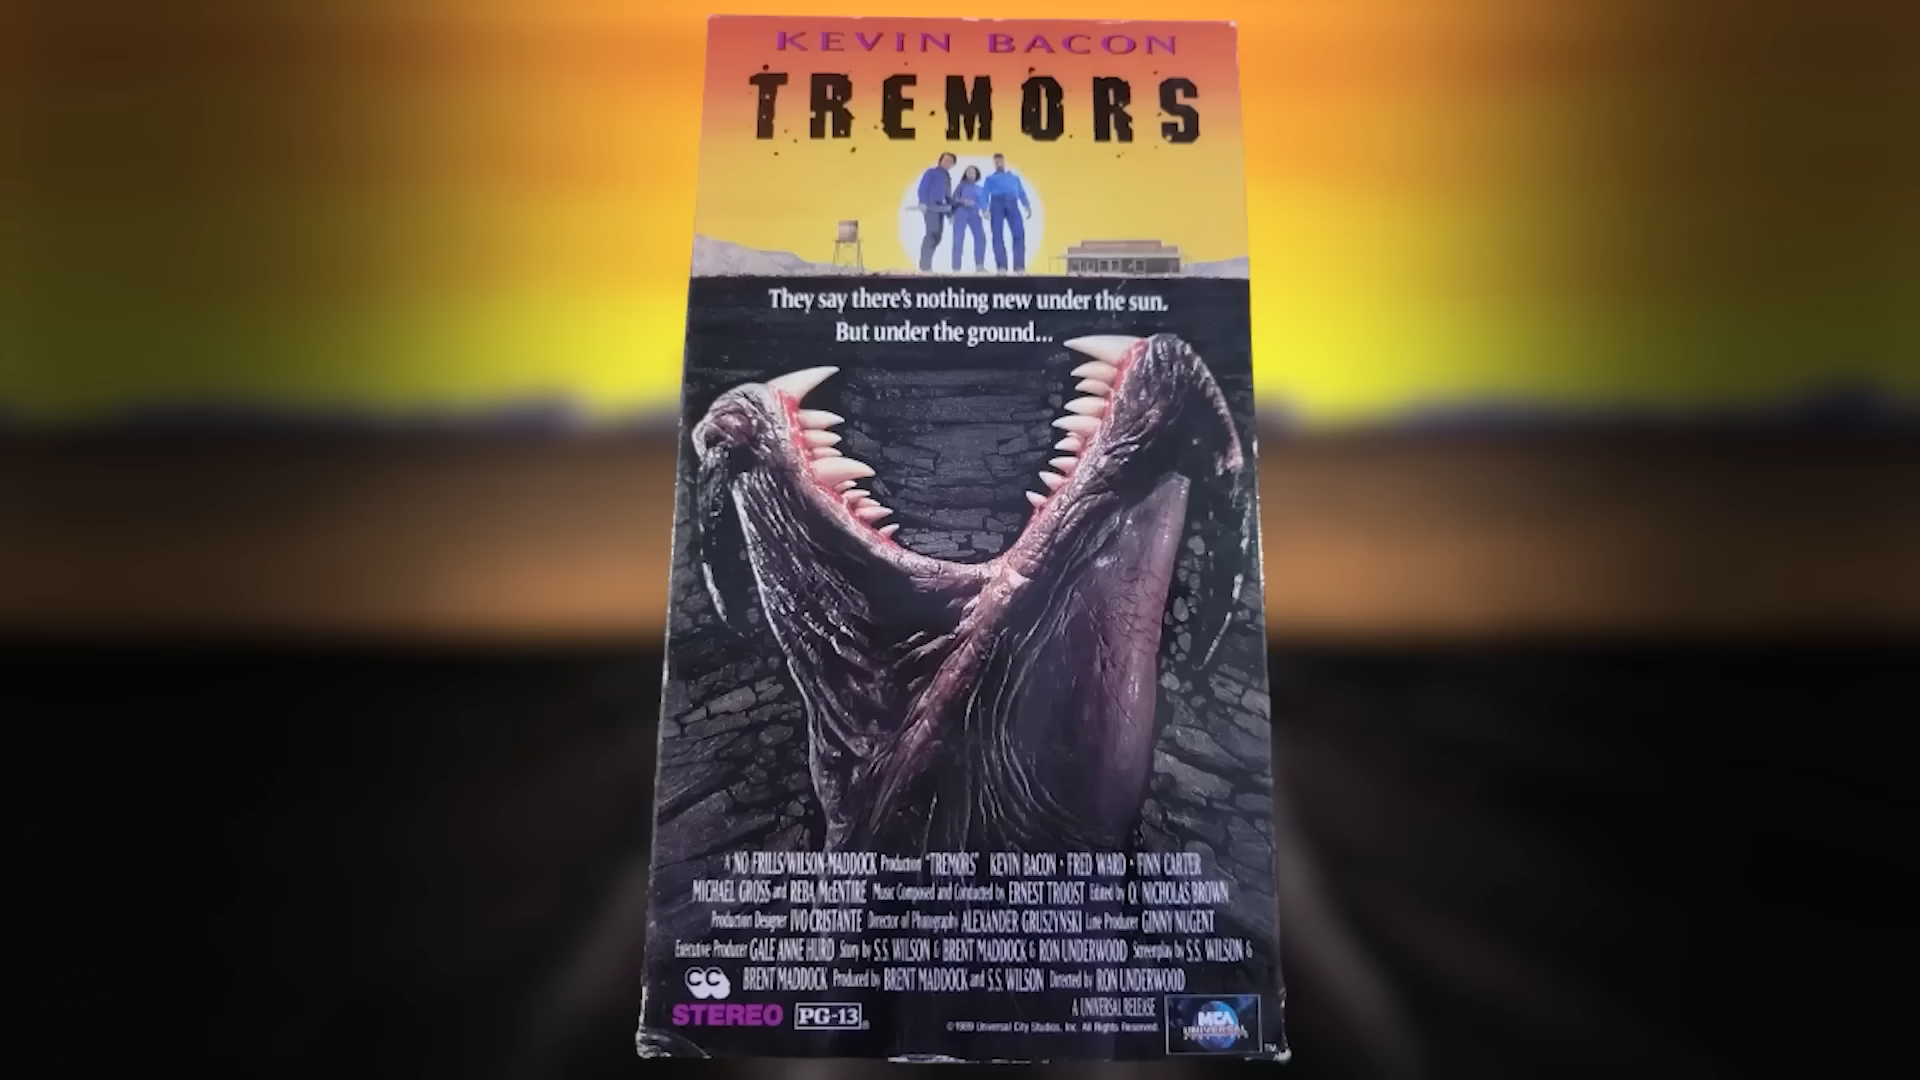 KEVIN BACON
TREMORS
They say there's nothing new under the sun.
But under the ground...
A NO FRILLS/WILSON-MADDOCK Production "TREMORS" KEVIN BACON · FRED WARD · FINN CARTER
MICHAEL GROSS and REBA McENTIRE Music Composed and Conducted by ERNEST TROOST Edited by O. NICHOLAS BROWN
Production Designer IVO CRISTANTE Director of Photography ALEXANDER GRUSZYNSKI Line Producer GINNY NUGENT
Executive Producer GALE ANNE HURD Story by S.S. WILSON & BRENT MADDOCK & RON UNDERWOOD Screenplay by S.S. WILSON &
BRENT MADDOCK Produced by BRENT MADDOCK and S.S. WILSON Directed by RON UNDERWOOD
CC
STEREO PG-13
A UNIVERSAL RELEASE
©1989 Universal City Studios, Inc. All Rights Reserved.
MCA
UNIVERSAL
TM